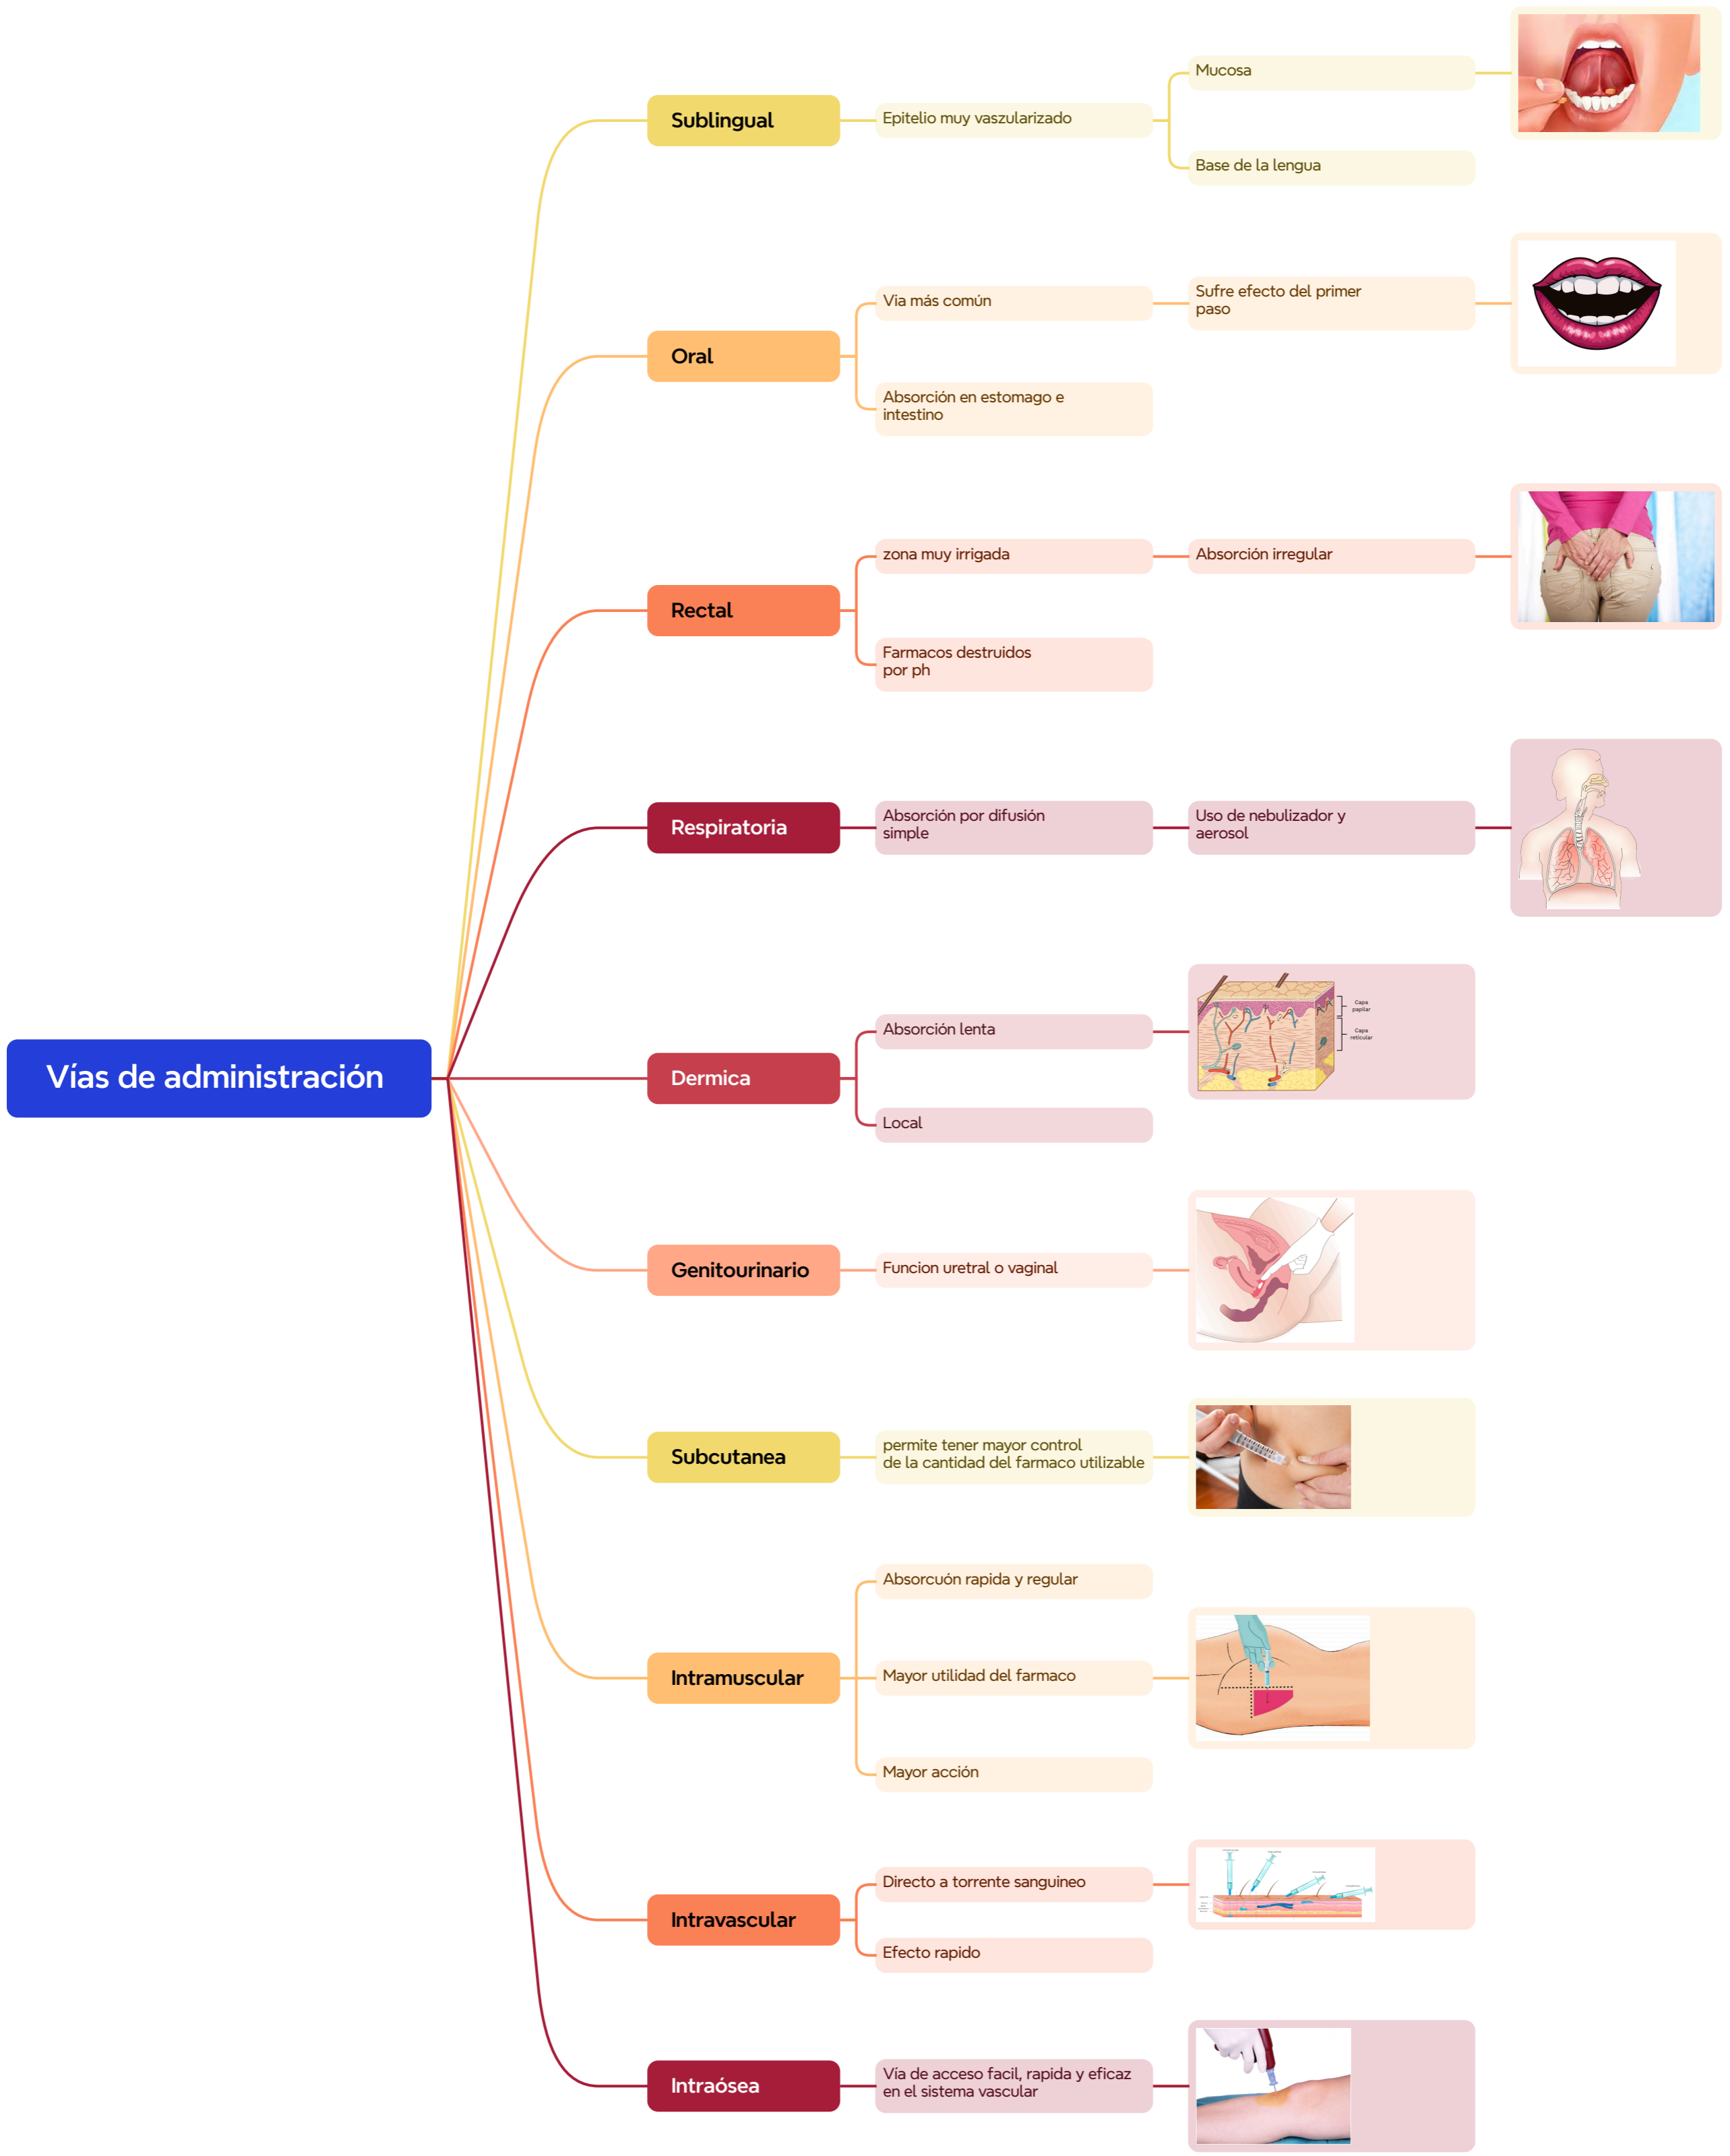 Vías de administración
Sublingual
Epitelio muy vaszularizado
Mucosa
Base de la lengua
Oral
Via más común
Sufre efecto del primer
paso
Absorción en estomago e
intestino
Rectal
zona muy irrigada
Absorción irregular
Farmacos destruidos
por ph
Respiratoria
Absorción por difusión
simple
Uso de nebulizador y
aerosol
Dermica
Absorción lenta
Capa
papilar
Capa
reticular
Local
Genitourinario
Funcion uretral o vaginal
Subcutanea
permite tener mayor control
de la cantidad del farmaco utilizable
Intramuscular
Absorcuón rapida y regular
Mayor utilidad del farmaco
Mayor acción
Intravascular
Directo a torrente sanguineo
Efecto rapido
Intraósea
Vía de acceso facil, rapida y eficaz
en el sistema vascular